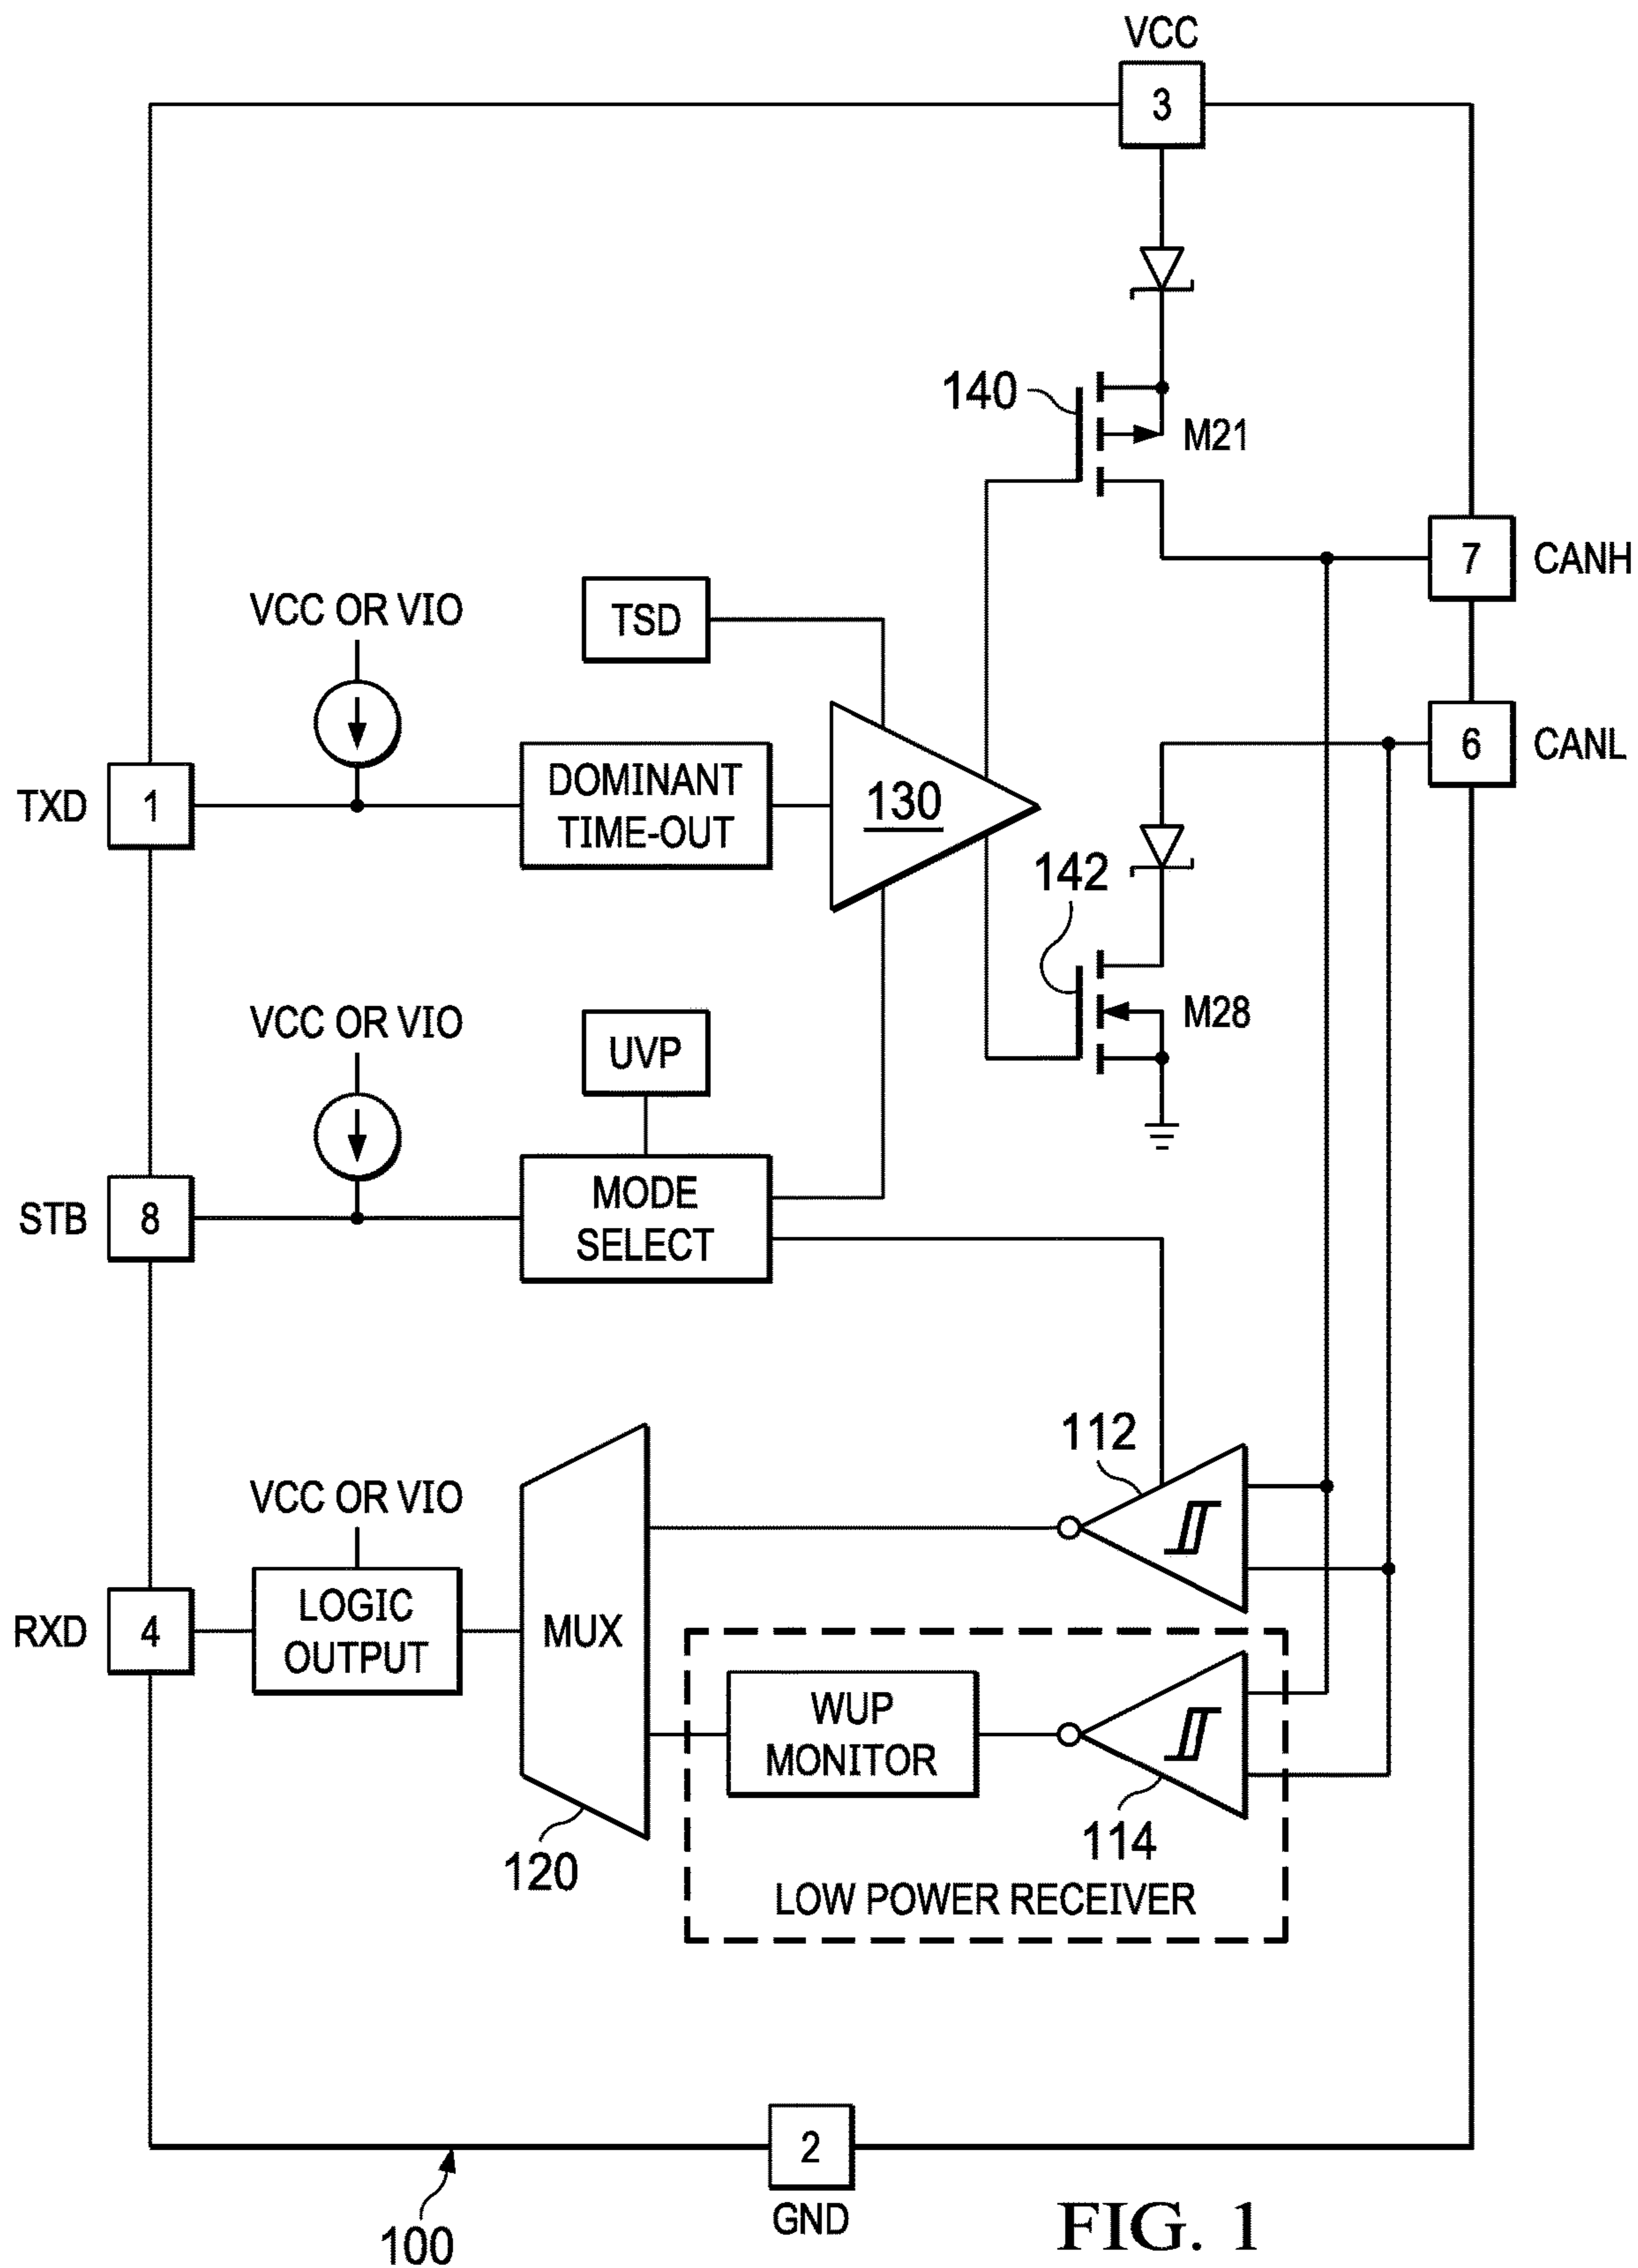 VCC
3
140
M21
7
CANH
VCC OR VIO
TSD
6
CANL
TXD
1
DOMINANT
TIME-OUT
130
142
VCC OR VIO
UVP
M28
STB
8
MODE
SELECT
112
VCC OR VIO
RXD
4
LOGIC
OUTPUT
MUX
WUP
MONITOR
114
120
LOW POWER RECEIVER
2
GND
100
FIG. 1